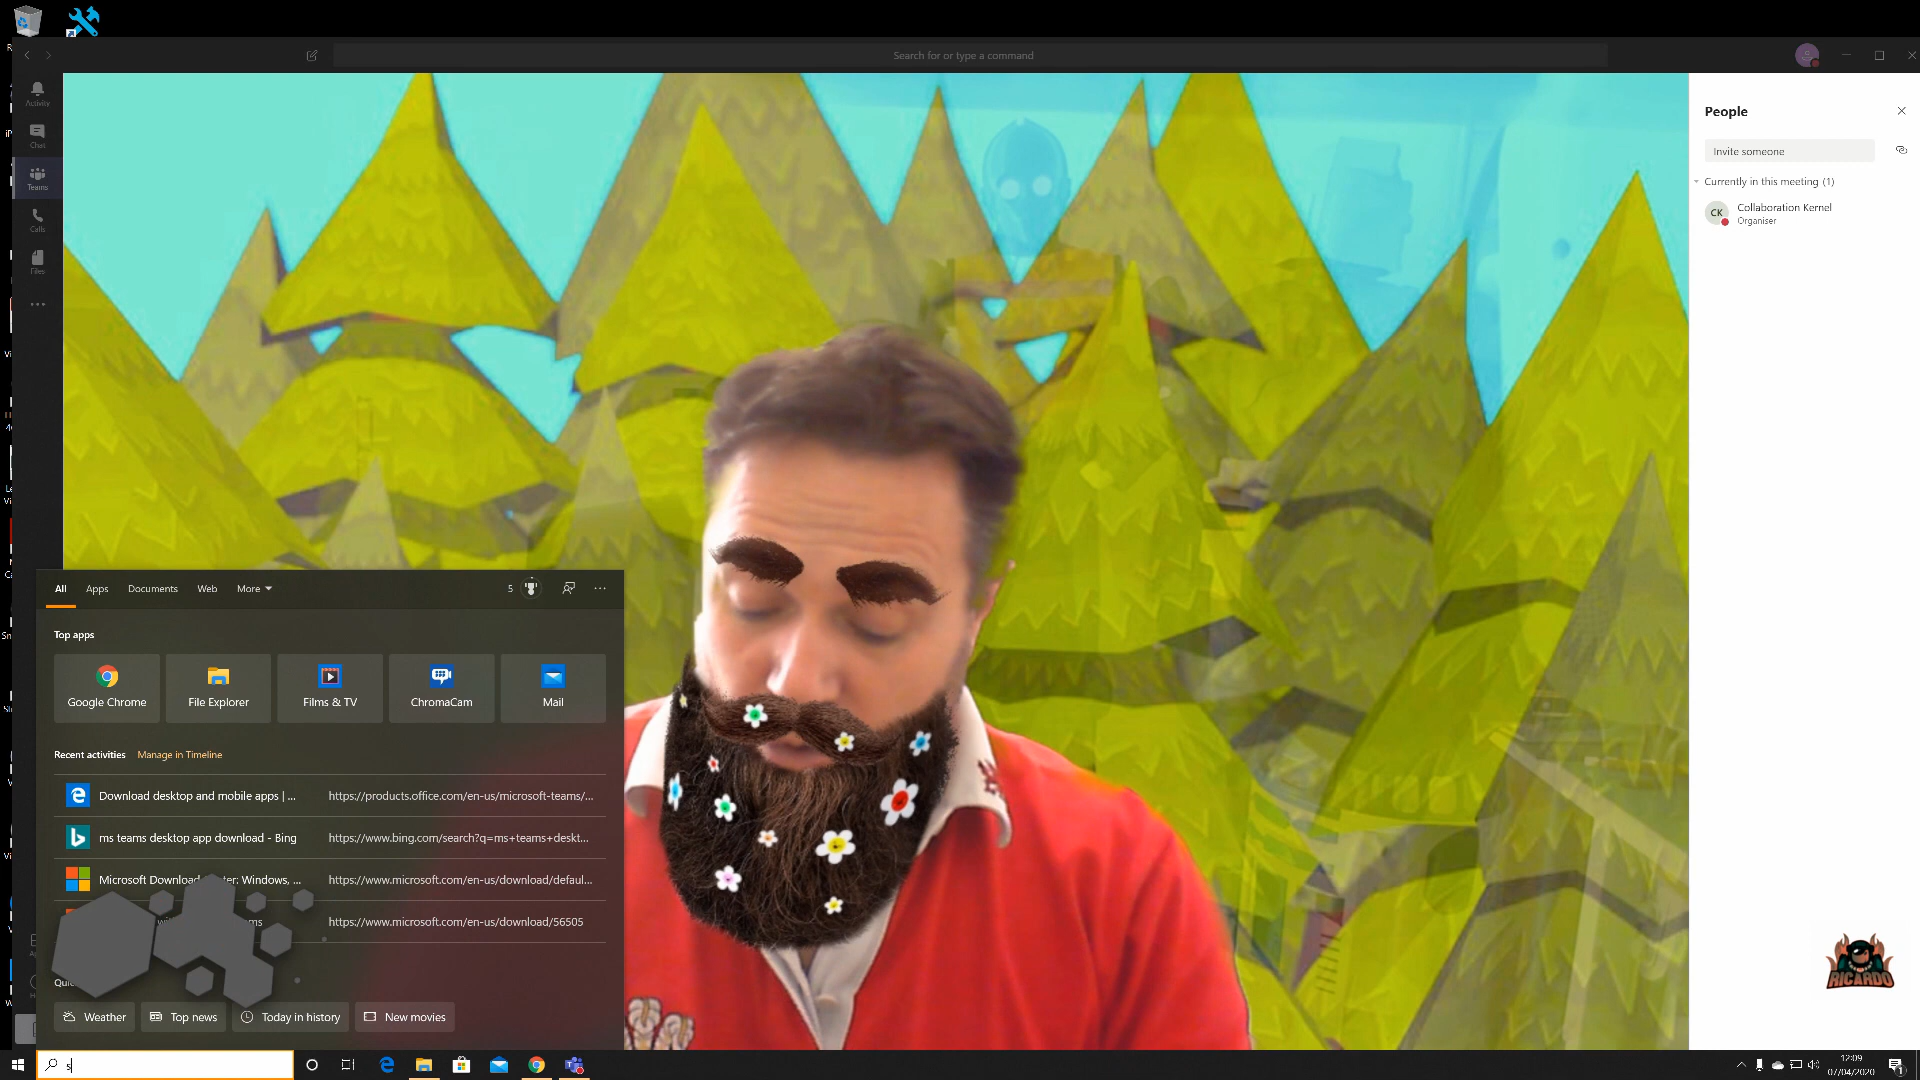 Search for or type a command
Activity
Chat
Teams
Calls
Files
People
Invite someone
Currently in this meeting (1)
CK
Collaboration Kernel
Organiser
All
Apps
Documents
Web
More
5
Top apps
Google Chrome
File Explorer
Films & TV
ChromaCam
Mail
Recent activities
Manage in Timeline
Download desktop and mobile apps | ...
https://products.office.com/en-us/microsoft-teams/...
ms teams desktop app download - Bing
https://www.bing.com/search?q=ms+teams+deskt...
Microsoft Download
https://www.microsoft.com/en-us/download/defaul...
https://www.microsoft.com/en-us/download/56505
Weather
Top news
Today in history
New movies
RICARDO
s
12:09
07/04/2020